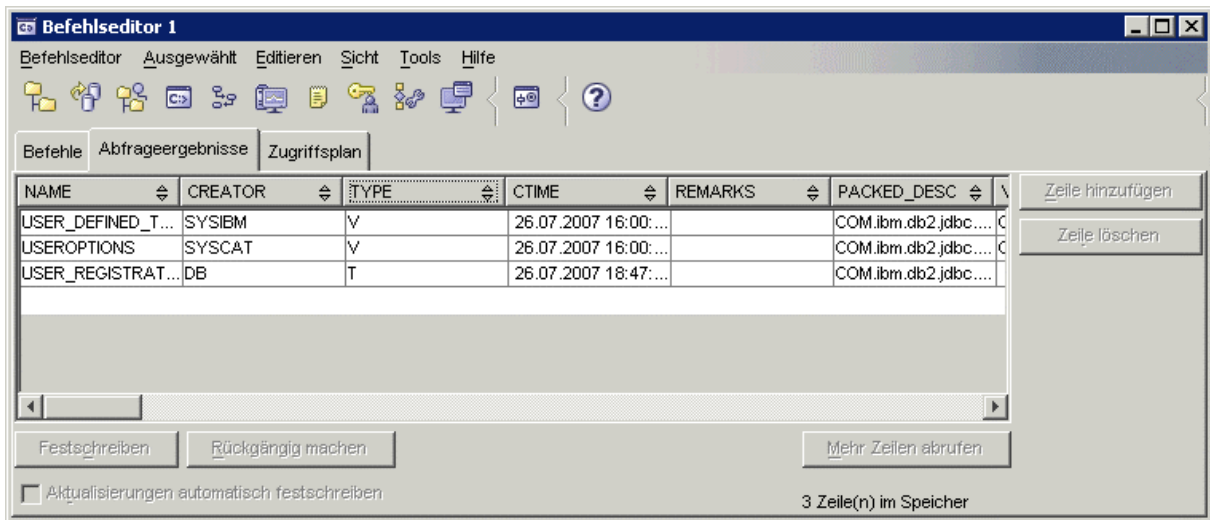 Befehlseditor 1
Befehlseditor Ausgewählt Editieren Sicht Tools Hilfe
Befehle Abfrageergebnisse Zugriffsplan
NAME CREATOR TYPE CTIME REMARKS PACKED_DESC Zeile hinzufügen
USER_DEFINED_T... SYSIBM V 26.07.2007 16:00:... COM.ibm.db2.jdbc....
USEROPTIONS SYSCAT V 26.07.2007 16:00:... COM.ibm.db2.jdbc.... Zeile löschen
USER_REGISTRAT... DB T 26.07.2007 18:47:... COM.ibm.db2.jdbc....
Festschreiben Rückgängig machen Mehr Zeilen abrufen
Aktualisierungen automatisch festschreiben
3 Zeile(n) im Speicher